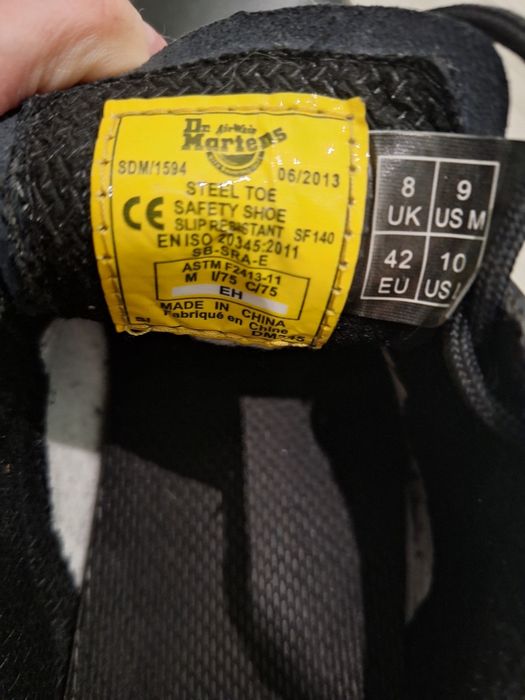 Dr. AirWair
Martens
SDM/1594 06/2013
STEEL TOE
SAFETY SHOE
SLIP RESISTANT SF140
CE
EN ISO 20345:2011
SB-SRA-E
ASTM F2413-11
M I/75 C/75
EH
MADE IN CHINA
Fabriqué en Chine
8 UK
9 US M
42 EU
10 US